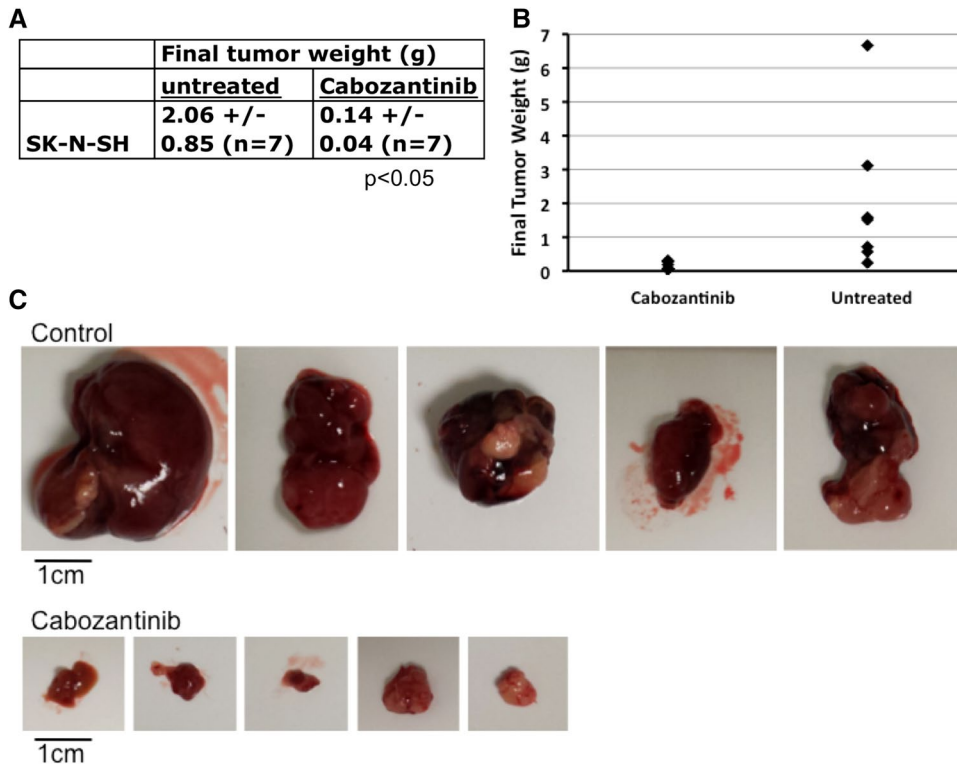 A
Final tumor weight (g)
untreated Cabozantinib
SK-N-SH 2.06 +/- 0.85 (n=7) 0.14 +/- 0.04 (n=7)
p<0.05
B
Final Tumor Weight (g)
7
6
5
4
3
2
1
0
Cabozantinib Untreated
C
Control
1cm
Cabozantinib
1cm